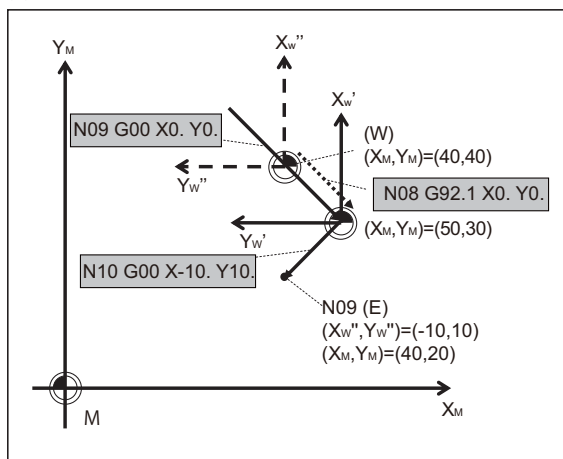 Xw''
YM
Xw'
N09 G00 X0. Y0.
(W)
(XM,YM)=(40,40)
Yw''
N08 G92.1 X0. Y0.
(XM,YM)=(50,30)
Yw'
N10 G00 X-10. Y10.
N09 (E)
(Xw'',Yw'')=(-10,10)
(XM,YM)=(40,20)
M
XM